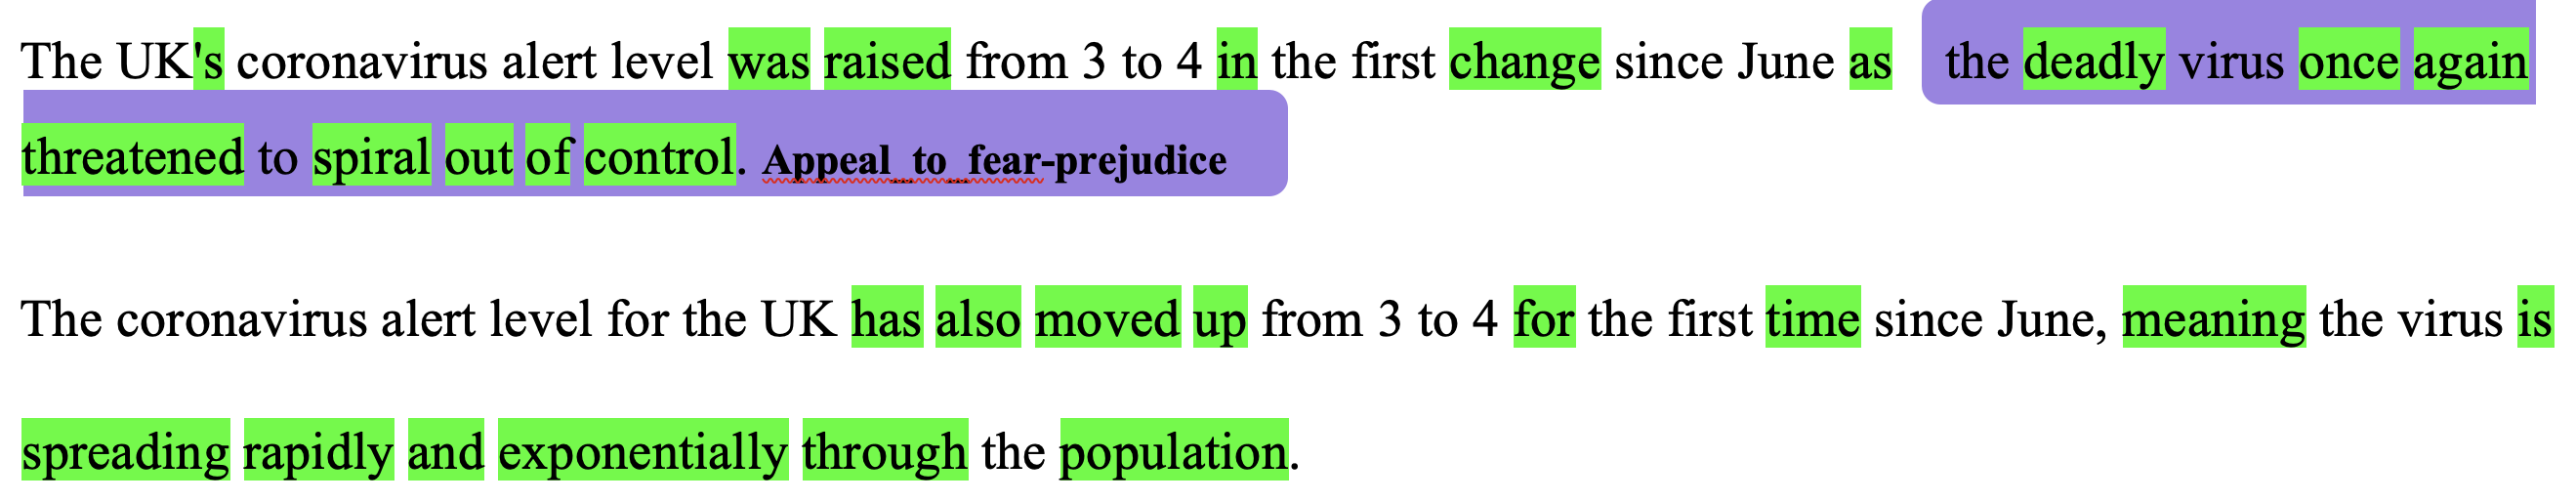 The UK's coronavirus alert level was raised from 3 to 4 in the first change since June as the deadly virus once again
threatened to spiral out of control. Appeal_to_fear-prejudice
The coronavirus alert level for the UK has also moved up from 3 to 4 for the first time since June, meaning the virus is
spreading rapidly and exponentially through the population.